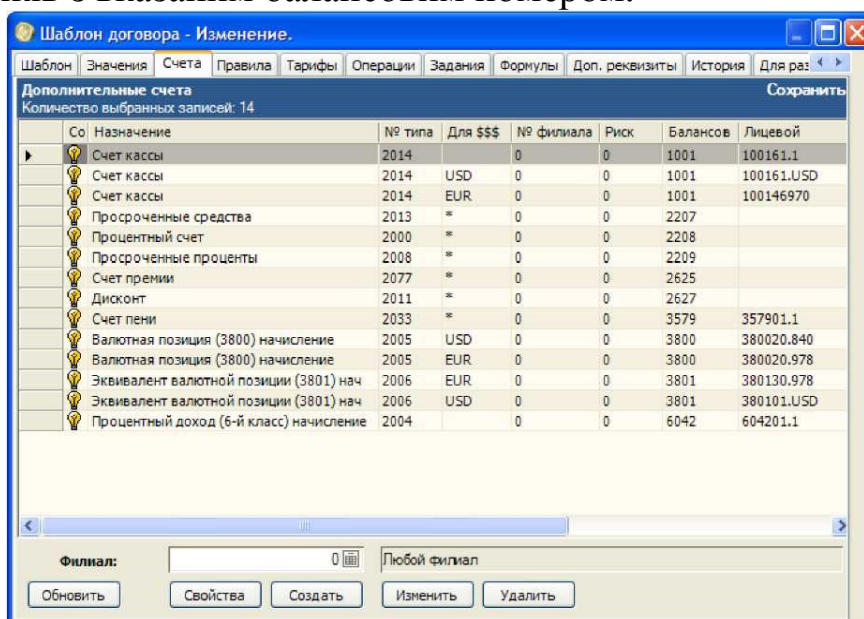 з вказаним балансовим номером.
Шаблон договора - Изменение.
Шаблон Значения Счета Правила Тарифы Операции Задания Формулы Доп. реквизиты История Для раз
Дополнительные счета Сохранить
Количество выбранных записей: 14
Со Назначение № типа Для $$$ № филиала Риск Балансов Лицевой
Счет кассы 2014 0 0 1001 100161.1
Счет кассы 2014 USD 0 0 1001 100161.USD
Счет кассы 2014 EUR 0 0 1001 100146970
Просроченные средства 2013 * 0 0 2207
Процентный счет 2000 * 0 0 2208
Просроченные проценты 2008 * 0 0 2209
Счет премии 2077 * 0 0 2625
Дисконт 2011 * 0 0 2627
Счет пени 2033 * 0 0 3579 357901.1
Валютная позиция (3800) начисление 2005 USD 0 0 3800 380020.840
Валютная позиция (3800) начисление 2005 EUR 0 0 3800 380020.978
Эквивалент валютной позиции (3801) нач 2006 EUR 0 0 3801 380130.978
Эквивалент валютной позиции (3801) нач 2006 USD 0 0 3801 380101.USD
Процентный доход (6-й класс) начисление 2004 0 0 6042 604201.1
Филиал: 0 Любой филиал
Обновить Свойства Создать Изменить Удалить